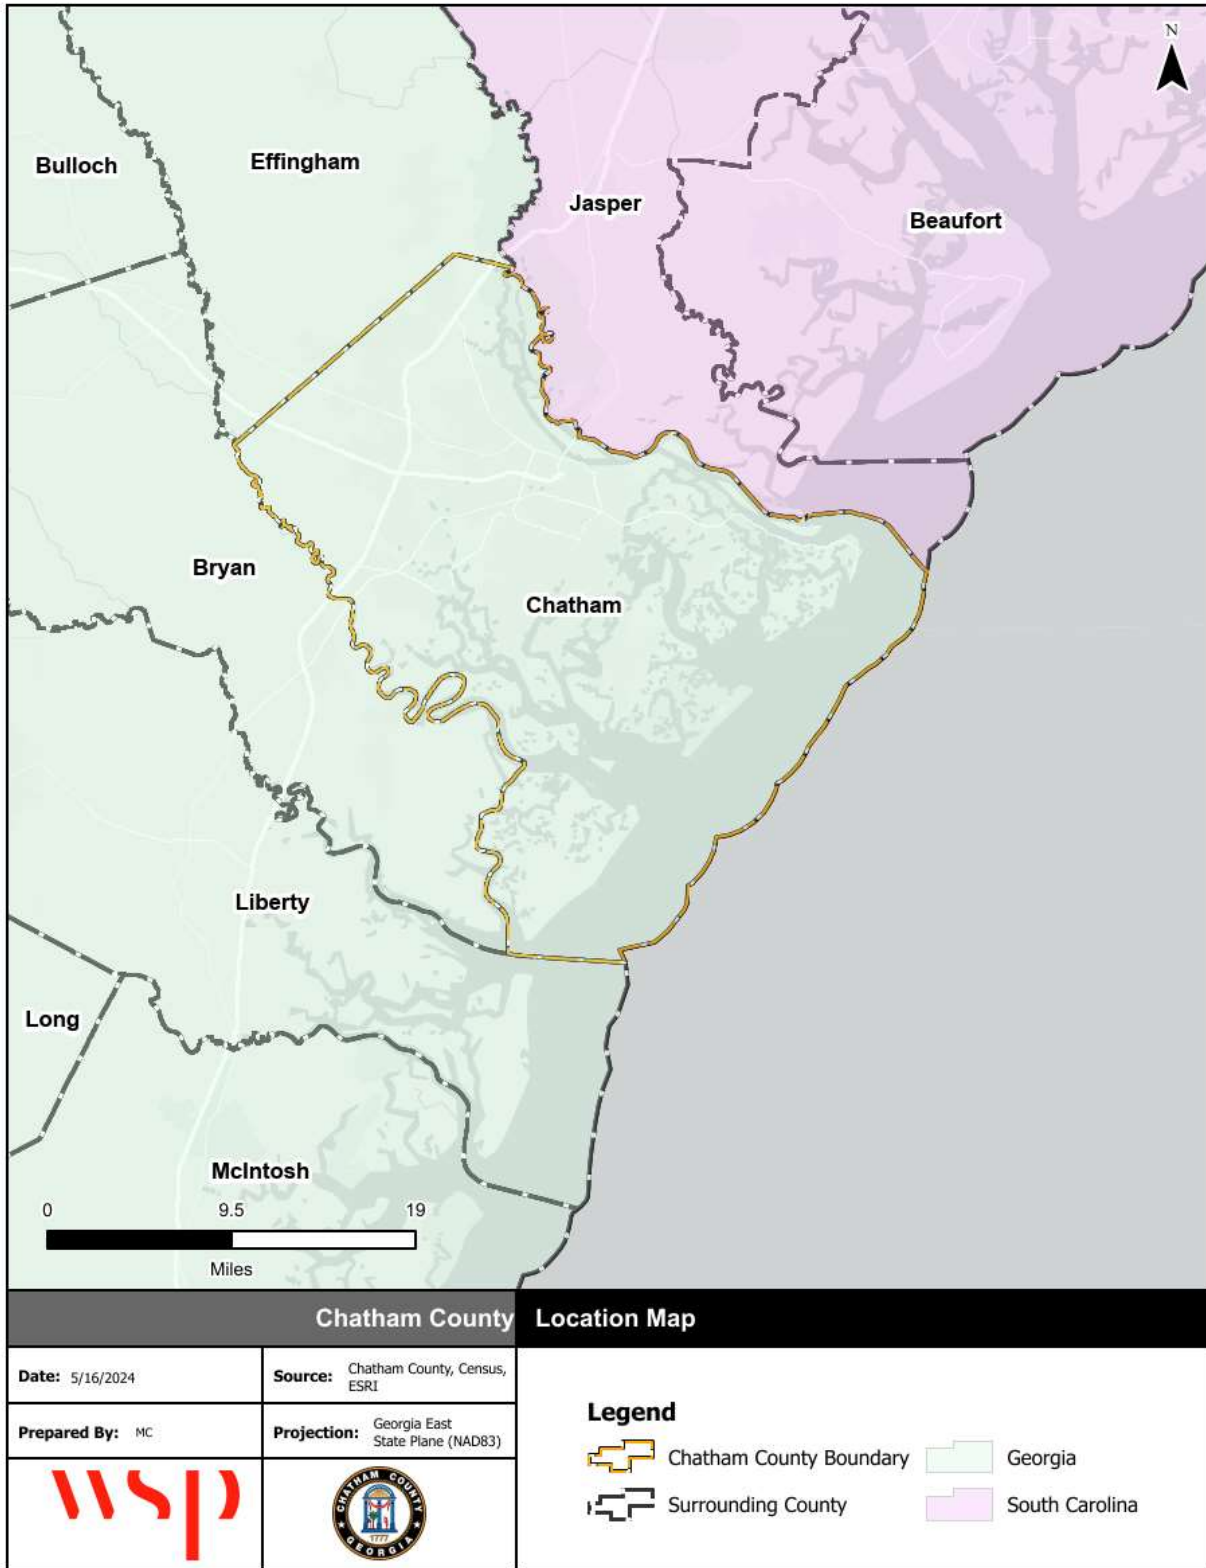 N
Bulloch
Effingham
Jasper
Beaufort
Bryan
Chatham
Liberty
Long
McIntosh
0 9.5 19
Miles
Chatham County Location Map
Date: 5/16/2024
Source: Chatham County, Census,
ESRI
Prepared By: MC
Projection: Georgia East
State Plane (NAD83)
wsp
CHATHAM COUNTY
1777
GEORGIA
Legend
Chatham County Boundary
Georgia
Surrounding County
South Carolina